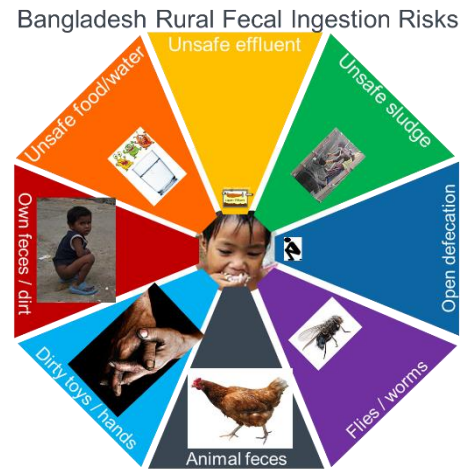 Bangladesh Rural Fecal Ingestion Risks
Unsafe effluent
Unsafe sludge
Open defecation
Flies / worms
Animal feces
Dirty toys / hands
Own feces / dirt
Unsafe food/water